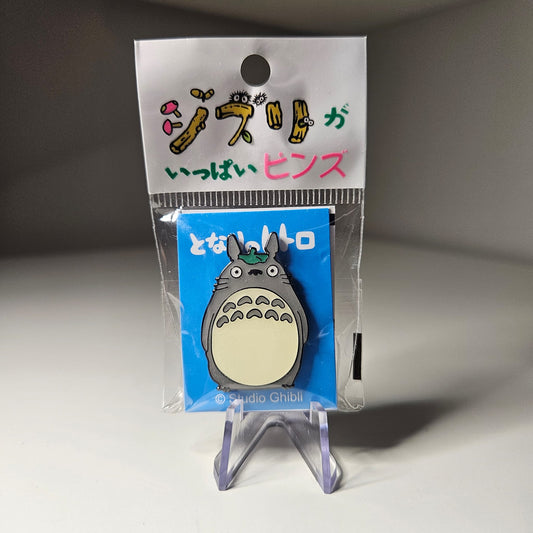 ジブリが
いっぱいピンズ
となりのトトロ
© Studio Ghibli